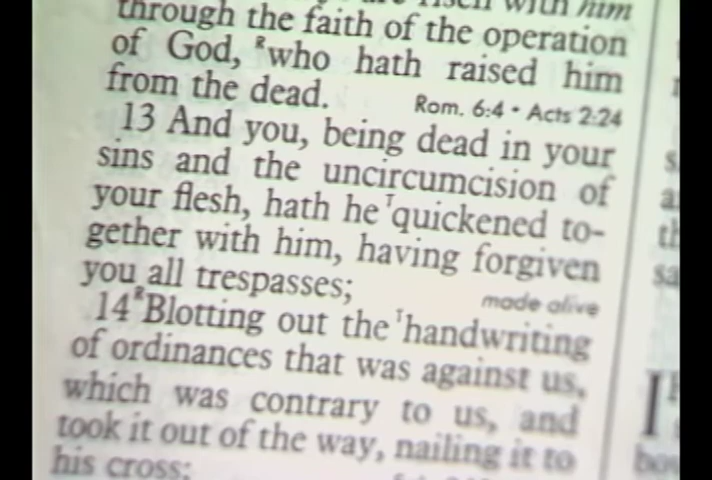 risen with him
through the faith of the operation
of God, R who hath raised him
from the dead. Rom. 6:4 · Acts 2:24
13 And you, being dead in your
sins and the uncircumcision of
your flesh, hath he T quickened to-
gether with him, having forgiven
you all trespasses; made alive
14 R Blotting out the T handwriting
of ordinances that was against us,
which was contrary to us, and
took it out of the way, nailing it to
his cross;